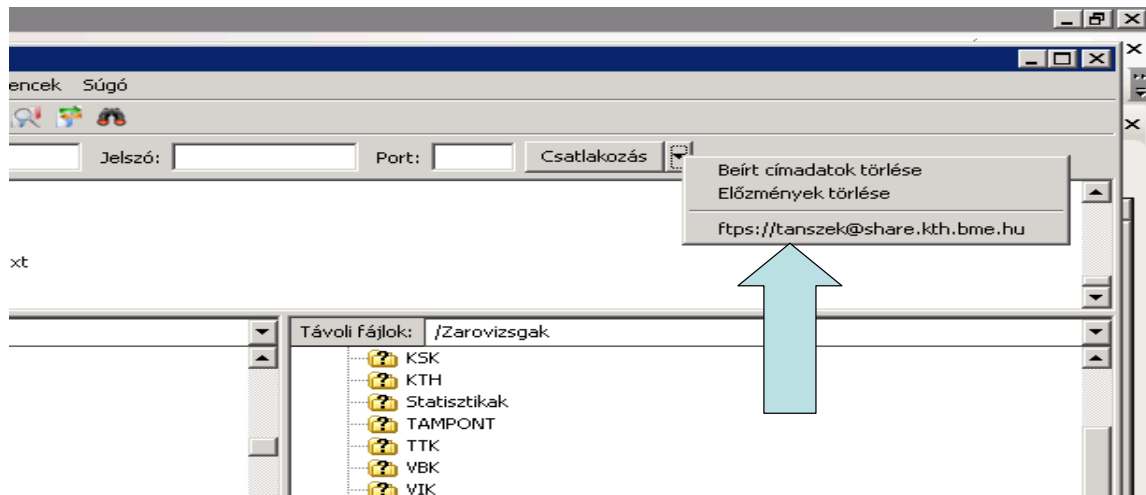 encek Súgó
Jelszó: Port: Csatlakozás
Beírt címadatok törlése
Előzmények törlése
ftps://tanszek@share.kth.bme.hu
xt
Távoli fájlok: /Zarovizsgak
KSK
KTH
Statisztikak
TAMPONT
TTK
VBK
VIK